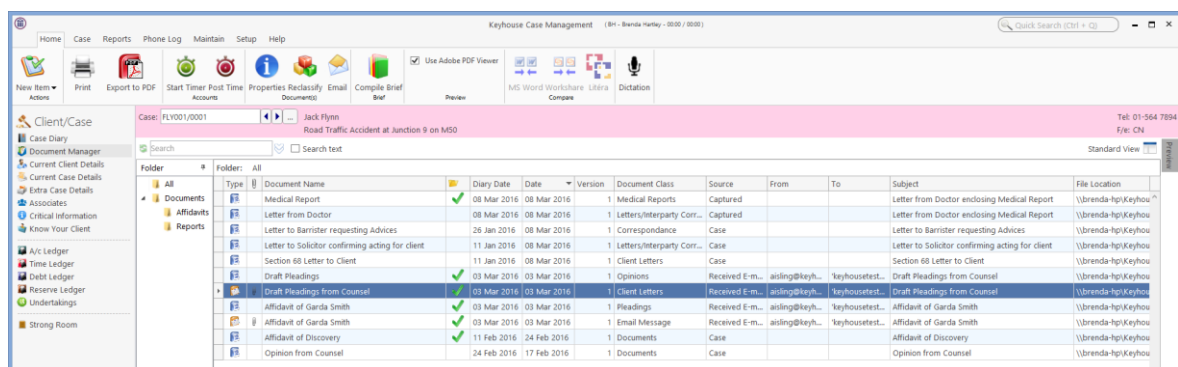 Keyhouse Case Management (BH - Brenda Hartley - 00:00 / 00:00)
Quick Search (Ctrl + Q)
Home Case Reports Phone Log Maintain Setup Help
Use Adobe PDF Viewer
New Item Print Export to PDF Start Timer Post Time Properties Reclassify Email Compile Brief MS Word Workshare Litera Dictation
Actions Accounts Document(s) Brief Preview Compare
Client/Case
Case: FLY001/0001 ... Jack Flynn Tel: 01-564 7894
Road Traffic Accident at Junction 9 on M50 F/e: CN
Case Diary
Document Manager
Current Client Details
Current Case Details
Extra Case Details
Associates
Critical Information
Know Your Client
A/c Ledger
Time Ledger
Debt Ledger
Reserve Ledger
Undertakings
Strong Room
Search Search text Standard View
Preview
Folder
All
Documents
Affidavits
Reports
Folder: All
Type Document Name Diary Date Date Version Document Class Source From To Subject File Location
Medical Report 08 Mar 2016 08 Mar 2016 1 Medical Reports Captured Letter from Doctor enclosing Medical Report \\brenda-hp\Keyhou
Letter from Doctor 08 Mar 2016 08 Mar 2016 1 Letters/Interparty Corr... Captured Letter from Doctor enclosing Medical Report \\brenda-hp\Keyhou
Letter to Barrister requesting Advices 26 Jan 2016 08 Mar 2016 1 Correspondance Case Letter to Barrister requesting Advices \\brenda-hp\Keyhou
Letter to Solicitor confirming acting for client 11 Jan 2016 08 Mar 2016 1 Letters/Interparty Corr... Case Letter to Solicitor confirming acting for client \\brenda-hp\Keyhou
Section 68 Letter to Client 11 Jan 2016 08 Mar 2016 1 Client Letters Case Section 68 Letter to Client \\brenda-hp\Keyhou
Draft Pleadings 03 Mar 2016 03 Mar 2016 1 Opinions Received E-m... aisling@keyh... 'keyhousetest... Draft Pleadings from Counsel \\brenda-hp\Keyhou
Draft Pleadings from Counsel 03 Mar 2016 03 Mar 2016 1 Client Letters Received E-m... aisling@keyh... 'keyhousetest... Draft Pleadings from Counsel \\brenda-hp\Keyhou
Affidavit of Garda Smith 03 Mar 2016 03 Mar 2016 1 Pleadings Received E-m... aisling@keyh... 'keyhousetest... Affidavit of Garda Smith \\brenda-hp\Keyhou
Affidavit of Garda Smith 03 Mar 2016 03 Mar 2016 1 Email Message Received E-m... aisling@keyh... 'keyhousetest... Affidavit of Garda Smith \\brenda-hp\Keyhou
Affidavit of Discovery 11 Feb 2016 24 Feb 2016 1 Documents Case Affidavit of Discovery \\brenda-hp\Keyhou
Opinion from Counsel 24 Feb 2016 17 Feb 2016 1 Documents Case Opinion from Counsel \\brenda-hp\Keyhou